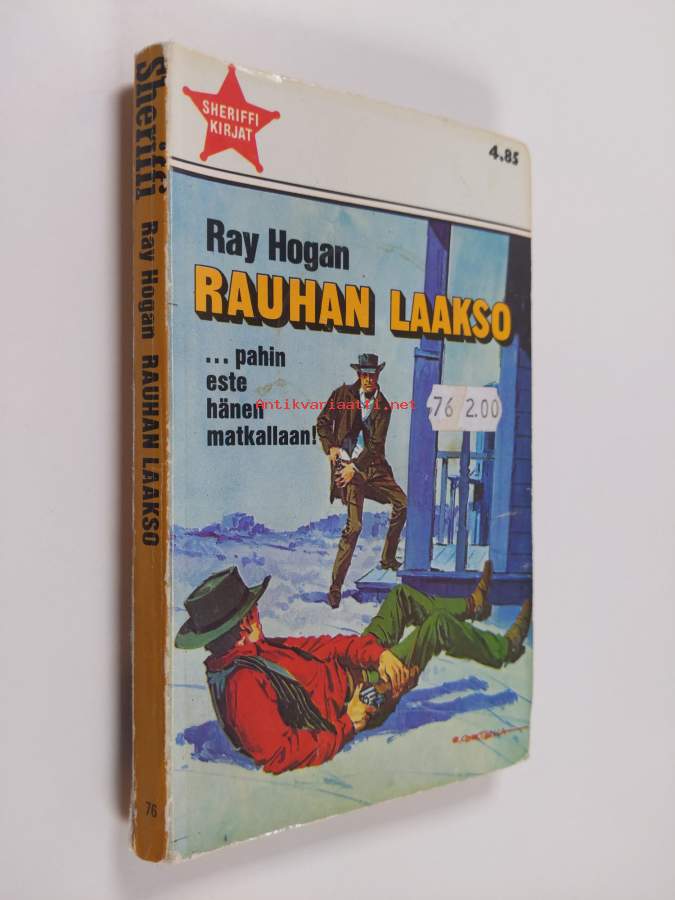 Sheriffi Ray Hogan RAUHAN LAAKSO 76
SHERIFFI
KIRJAT
4,85
Ray Hogan
RAUHAN LAAKSO
... pahin
este
hänen
matkallaan!
Antikvariaatti.net
76 2.00